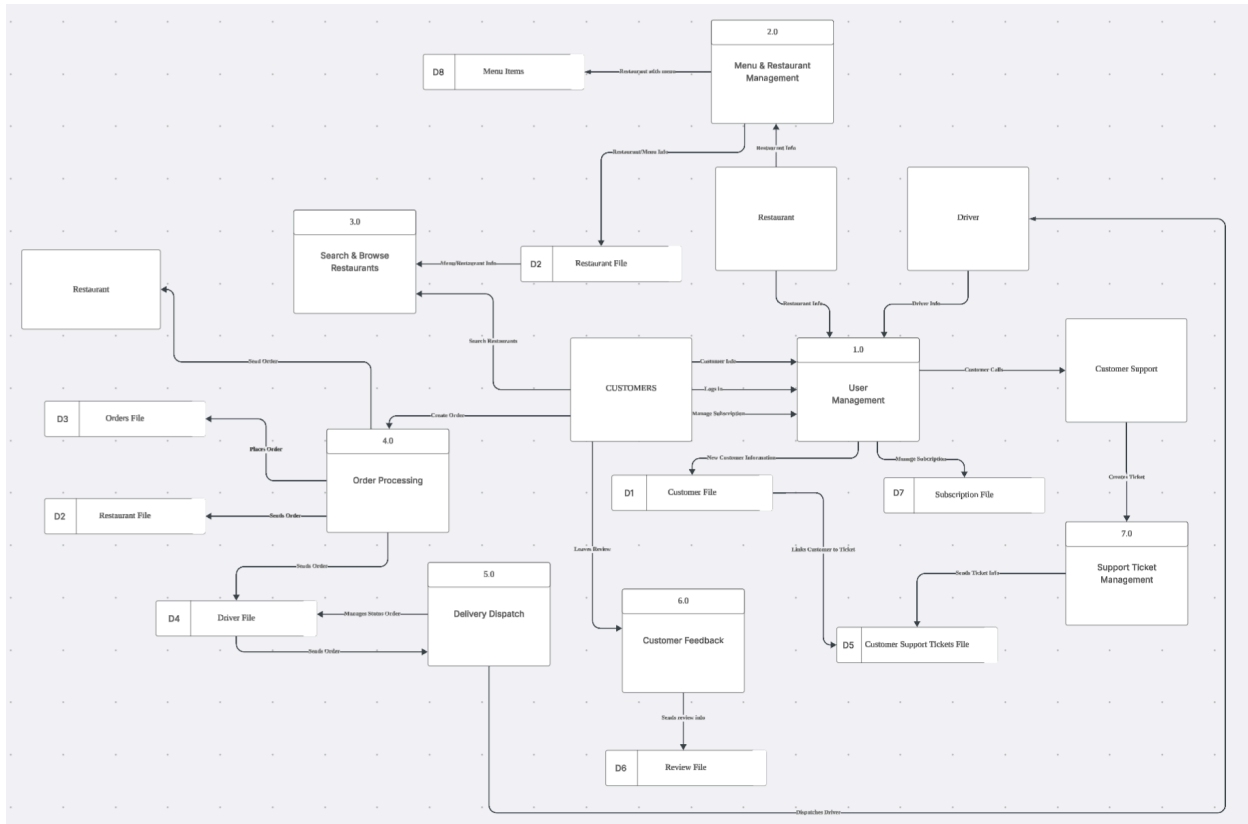 2.0
Menu & Restaurant
Management
D8
Menu Items
Restaurant with menu
Restaurant/Menu Info
Restaurant Info
Restaurant
Driver
3.0
Search & Browse
Restaurants
Menu/Restaurant Info
D2
Restaurant File
Restaurant
Restaurant Info
Driver Info
Search Restaurants
Send Order
CUSTOMERS
Customer Info
Logs In
Manage Subscription
1.0
User
Management
Customer Calls
Customer Support
D3
Orders File
Places Order
Create Order
4.0
Order Processing
New Customer Information
Manage Subscription
D1
Customer File
D7
Subscription File
Creates Ticket
D2
Restaurant File
Sends Order
7.0
Support Ticket
Management
Leaves Review
Links Customer to Ticket
Sends Order
5.0
Delivery Dispatch
Sends Ticket Info
D4
Driver File
Manages Status Order
Sends Order
6.0
Customer Feedback
D5
Customer Support Tickets File
Sends review info
D6
Review File
Dispatches Driver